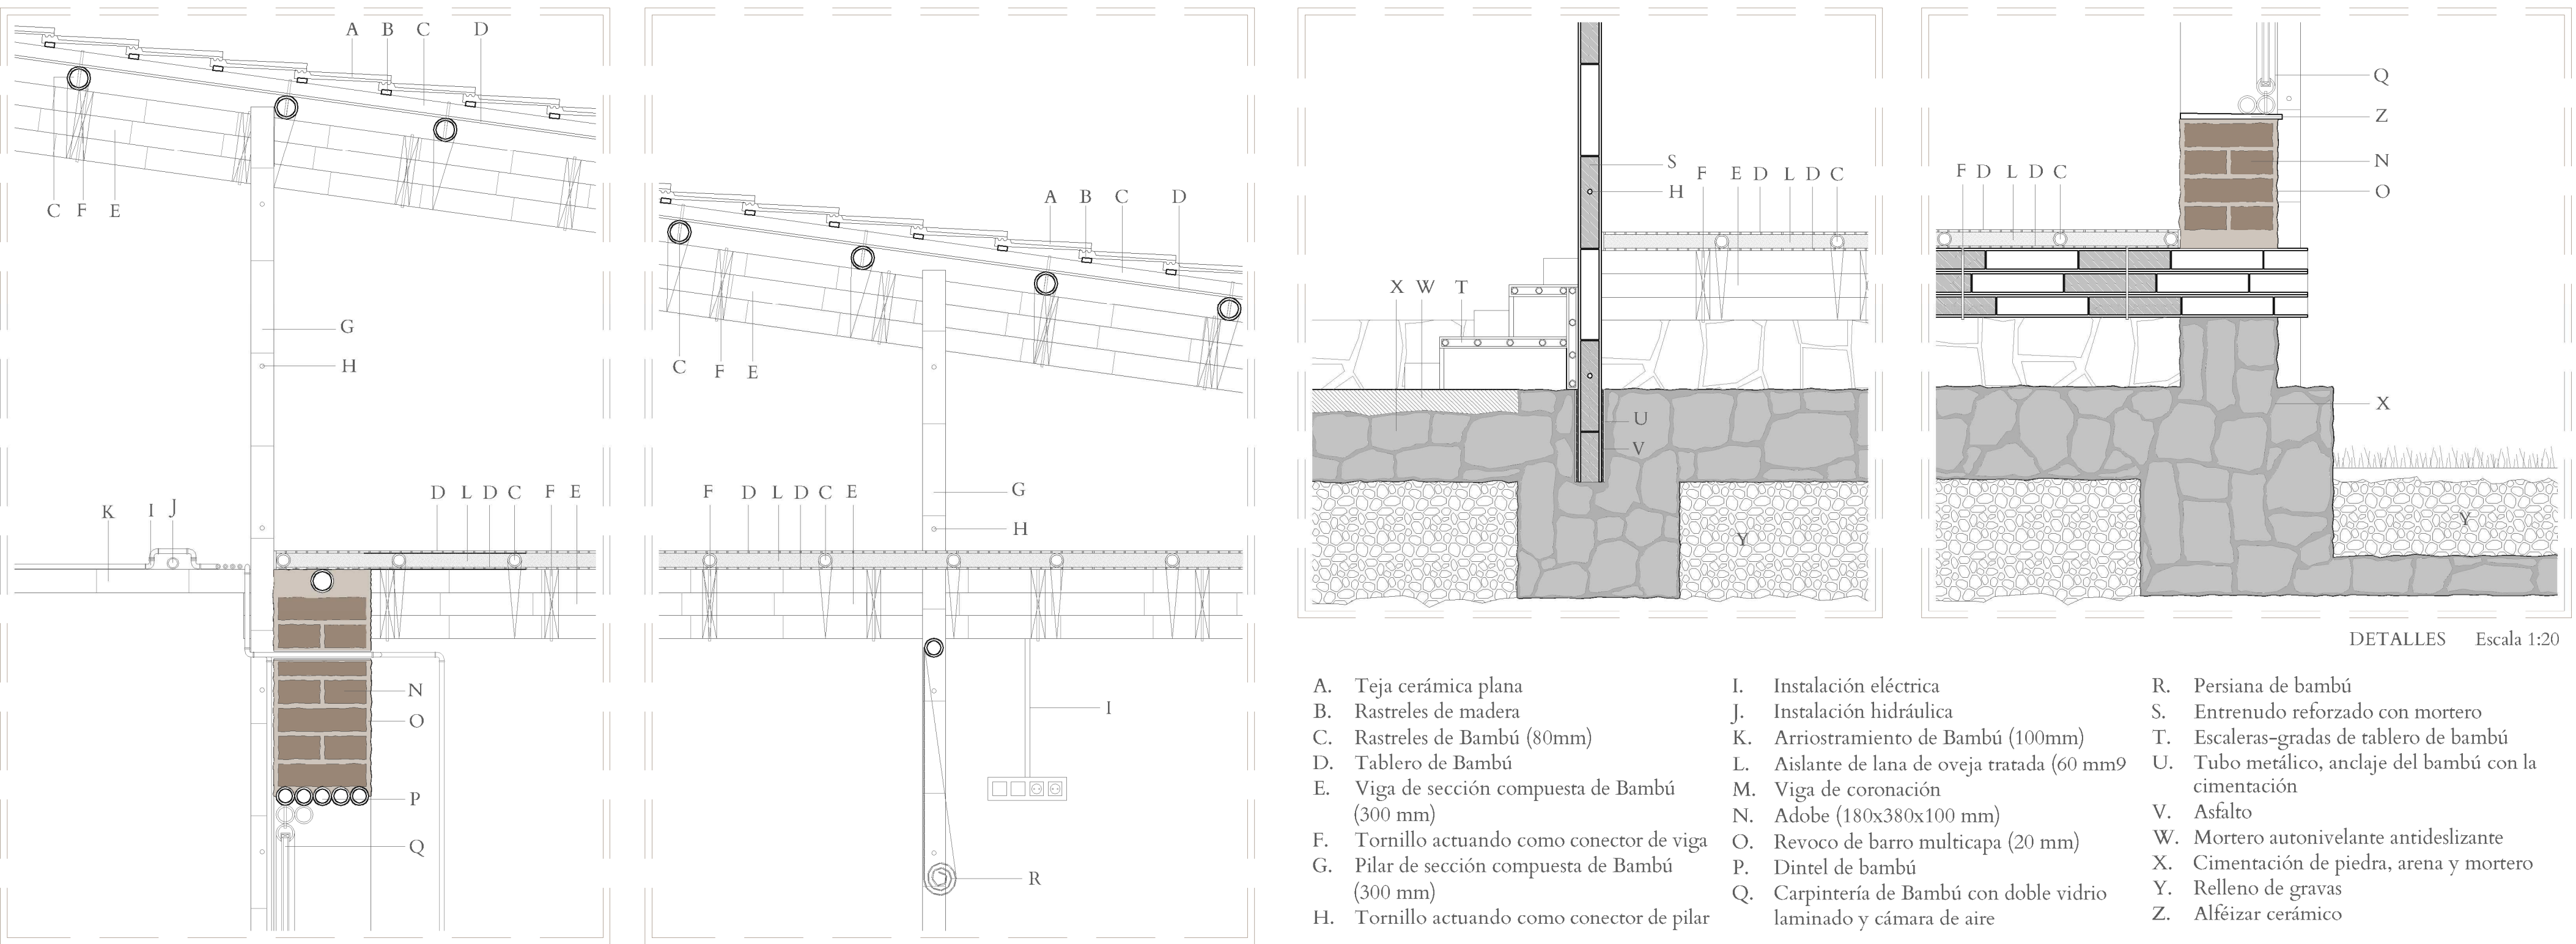 A B C D
C F E
G
H
K I J
D L D C F E
N
O
P
Q
A B C D
C F E
F D L D C E
G
H
I
R
S
H
F E D L D C
X W T
U
V
Y
Q
Z
N
O
F D L D C
X
Y
DETALLES Escala 1:20
A. Teja cerámica plana
B. Rastreles de madera
C. Rastreles de Bambú (80mm)
D. Tablero de Bambú
E. Viga de sección compuesta de Bambú
(300 mm)
F. Tornillo actuando como conector de viga
G. Pilar de sección compuesta de Bambú
(300 mm)
H. Tornillo actuando como conector de pilar
I. Instalación eléctrica
J. Instalación hidráulica
K. Arriostramiento de Bambú (100mm)
L. Aislante de lana de oveja tratada (60 mm9
M. Viga de coronación
N. Adobe (180x380x100 mm)
O. Revoco de barro multicapa (20 mm)
P. Dintel de bambú
Q. Carpintería de Bambú con doble vidrio
laminado y cámara de aire
R. Persiana de bambú
S. Entrenudo reforzado con mortero
T. Escaleras-gradas de tablero de bambú
U. Tubo metálico, anclaje del bambú con la
cimentación
V. Asfalto
W. Mortero autonivelante antideslizante
X. Cimentación de piedra, arena y mortero
Y. Relleno de gravas
Z. Alféizar cerámico